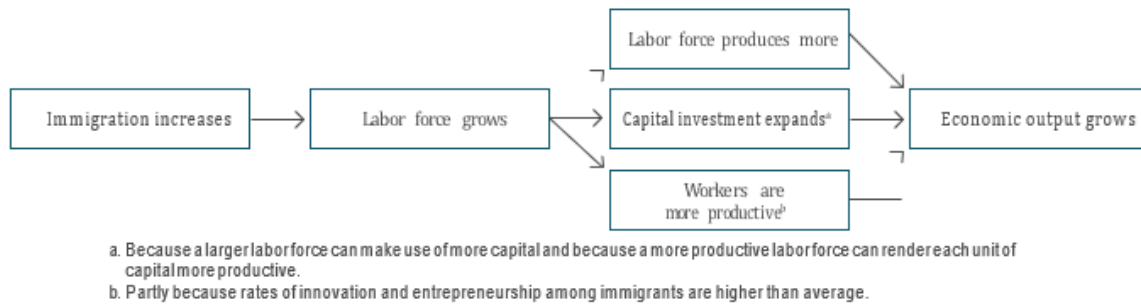 Labor force produces more
Immigration increases
Labor force grows
Capital investment expandsᵃ
Economic output grows
Workers are
more productiveᵇ
a. Because a larger labor force can make use of more capital and because a more productive labor force can render each unit of
capital more productive.
b. Partly because rates of innovation and entrepreneurship among immigrants are higher than average.